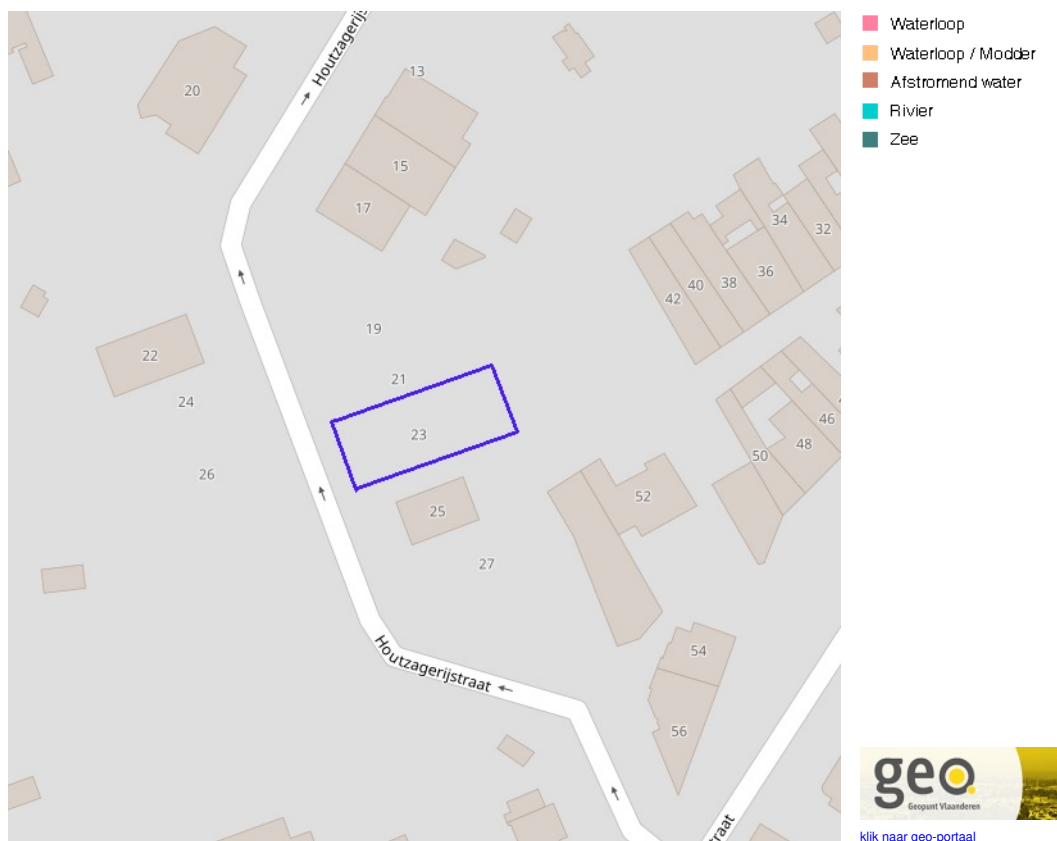 Houtzagerijs
13
20
15
17
34
32
36
38
40
42
19
22
21
24
46
23
48
50
26
52
25
27
Houtzagerijstraat
54
56
traat
Waterloop
Waterloop / Modder
Afstromend water
Rivier
Zee
geo
Geopunt Vlaanderen
klik naar geo-portaal